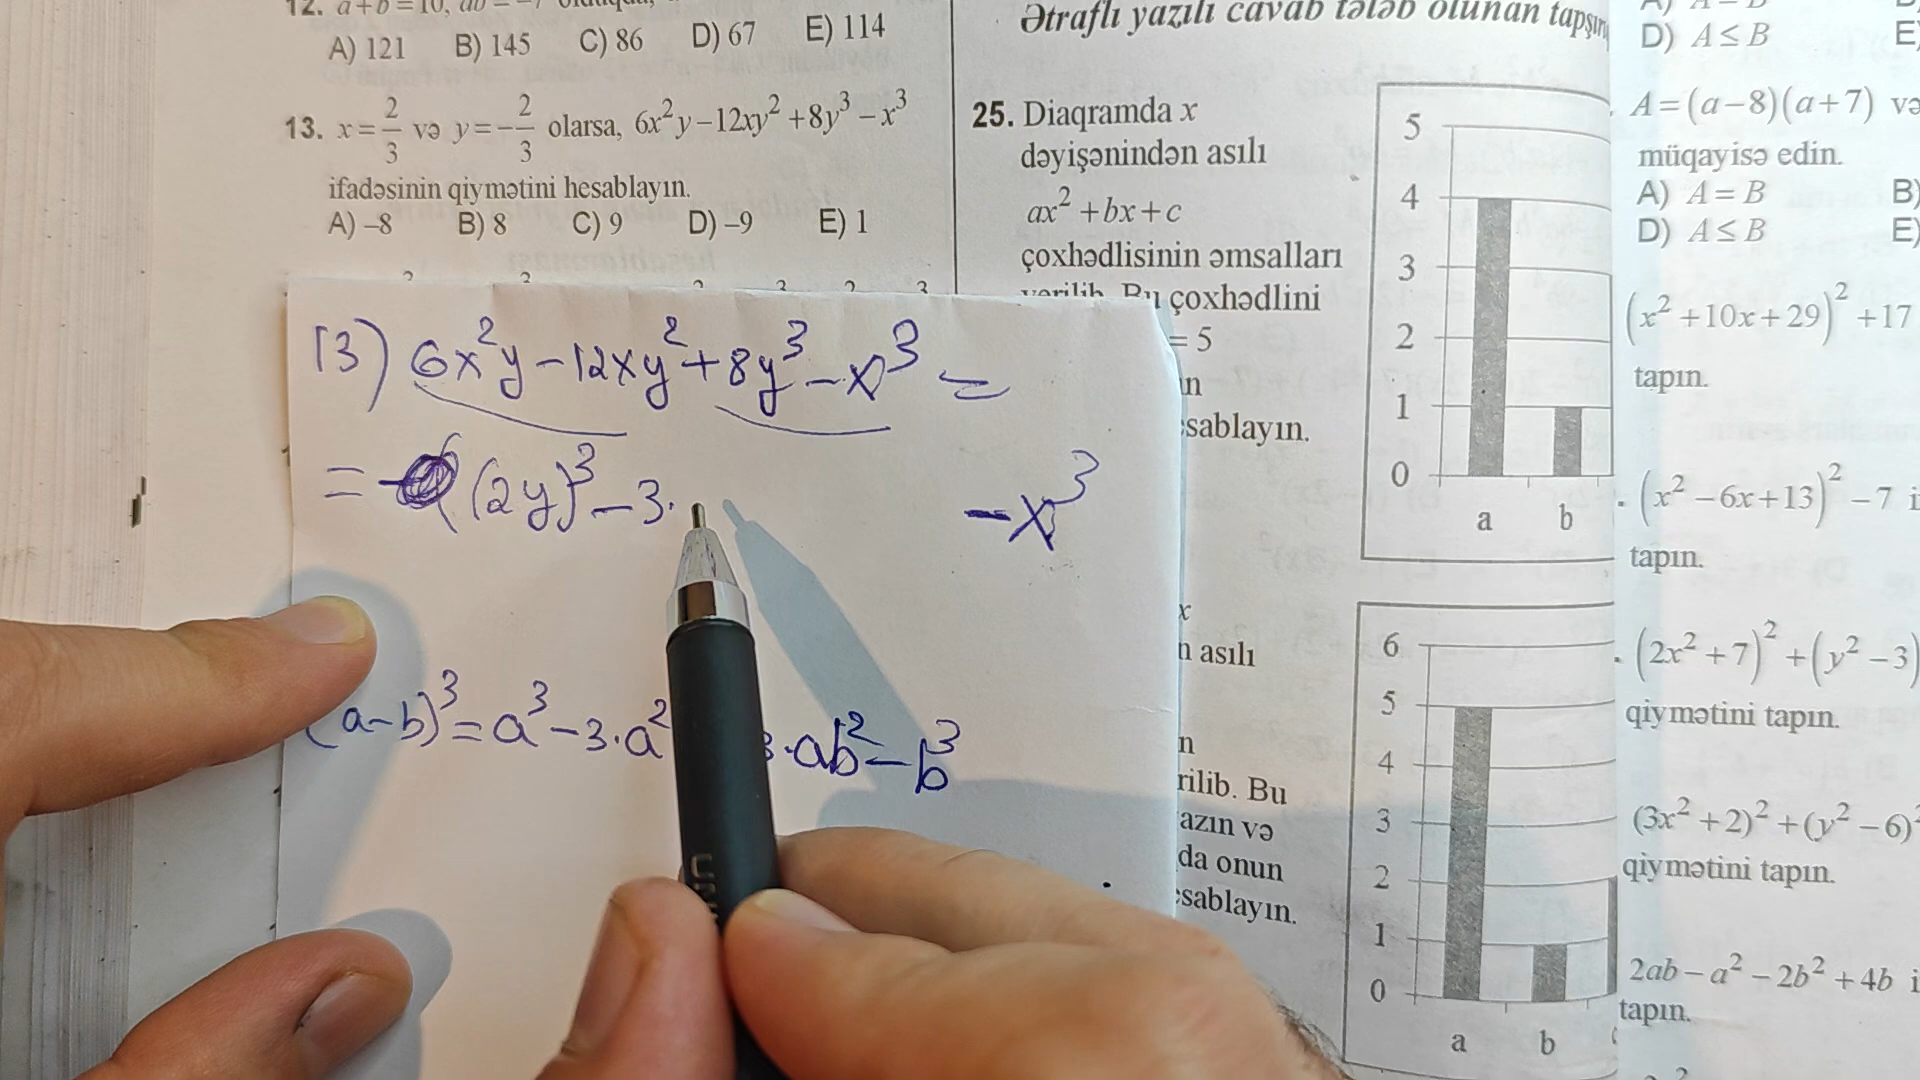 12. a+b=10,
A) 121 B) 145 C) 86 D) 67 E) 114
13. x=2/3 və y=-2/3 olarsa, 6x²y-12xy²+8y³-x³
ifadəsinin qiymətini hesablayın.
A) -8 B) 8 C) 9 D) -9 E) 1
13) 6x²y-12xy²+8y³-x³=
= (2y)³-3· -x³
(a-b)³=a³-3·a² ·ab²-b³
Ətraflı yazılı cavab tələb olunan
25. Diaqramda x
dəyişənindən asılı
ax²+bx+c
çoxhədlisinin əmsalları
verilib. Bu çoxhədlini
= 5
sablayın.
5
4
3
2
1
0
a b
x
asılı
rilib. Bu
azın və
da onun
sablayın.
6
5
4
3
2
1
0
a b
D) A≤B E)
A=(a-8)(a+7) və
müqayisə edin.
A) A=B B)
D) A≤B E)
(x²+10x+29)²+17
tapın.
(x²-6x+13)²-7
tapın.
(2x²+7)²+(y²-3)
qiymətini tapın.
(3x²+2)²+(y²-6)²
qiymətini tapın.
2ab-a²-2b²+4b
tapın.